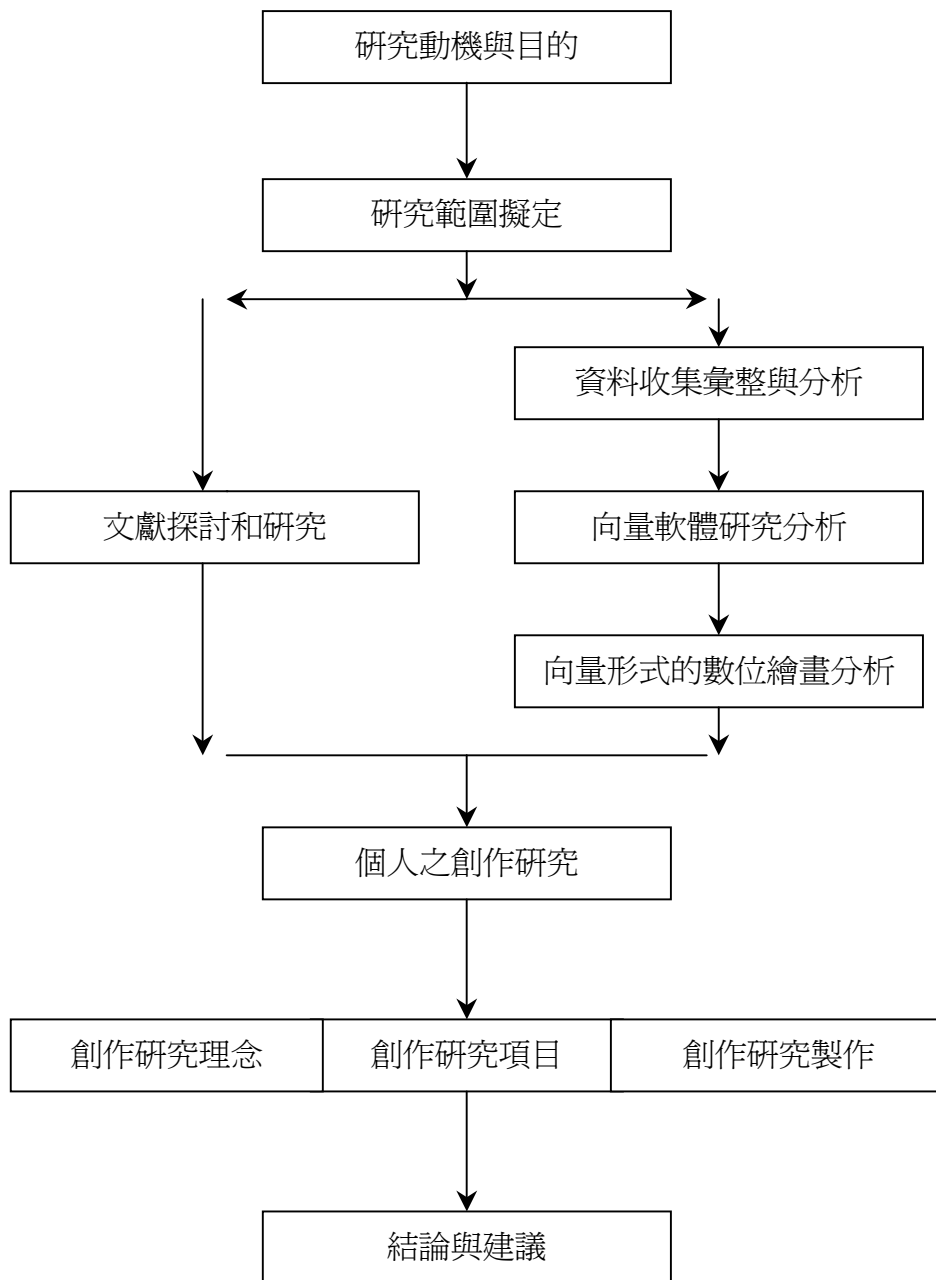 研究動機與目的
研究範圍擬定
資料收集彙整與分析
文獻探討和研究
向量軟體研究分析
向量形式的數位繪畫分析
個人之創作研究
創作研究理念
創作研究項目
創作研究製作
結論與建議